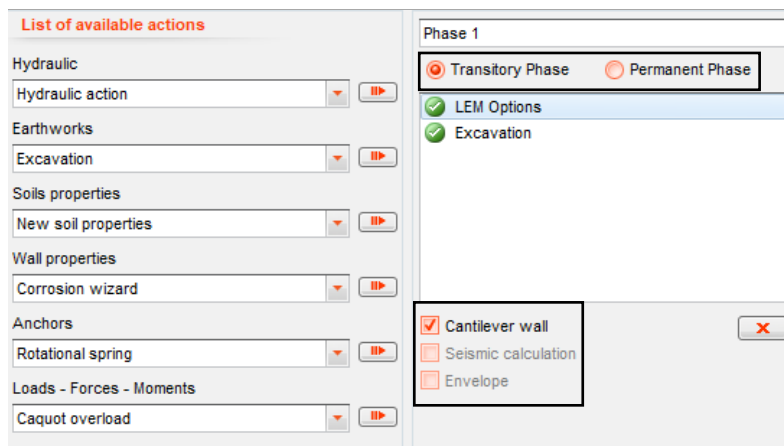 List of available actions
Hydraulic
Hydraulic action
Earthworks
Excavation
Soils properties
New soil properties
Wall properties
Corrosion wizard
Anchors
Rotational spring
Loads - Forces - Moments
Caquot overload
Phase 1
Transitory Phase Permanent Phase
LEM Options
Excavation
Cantilever wall
Seismic calculation
Envelope